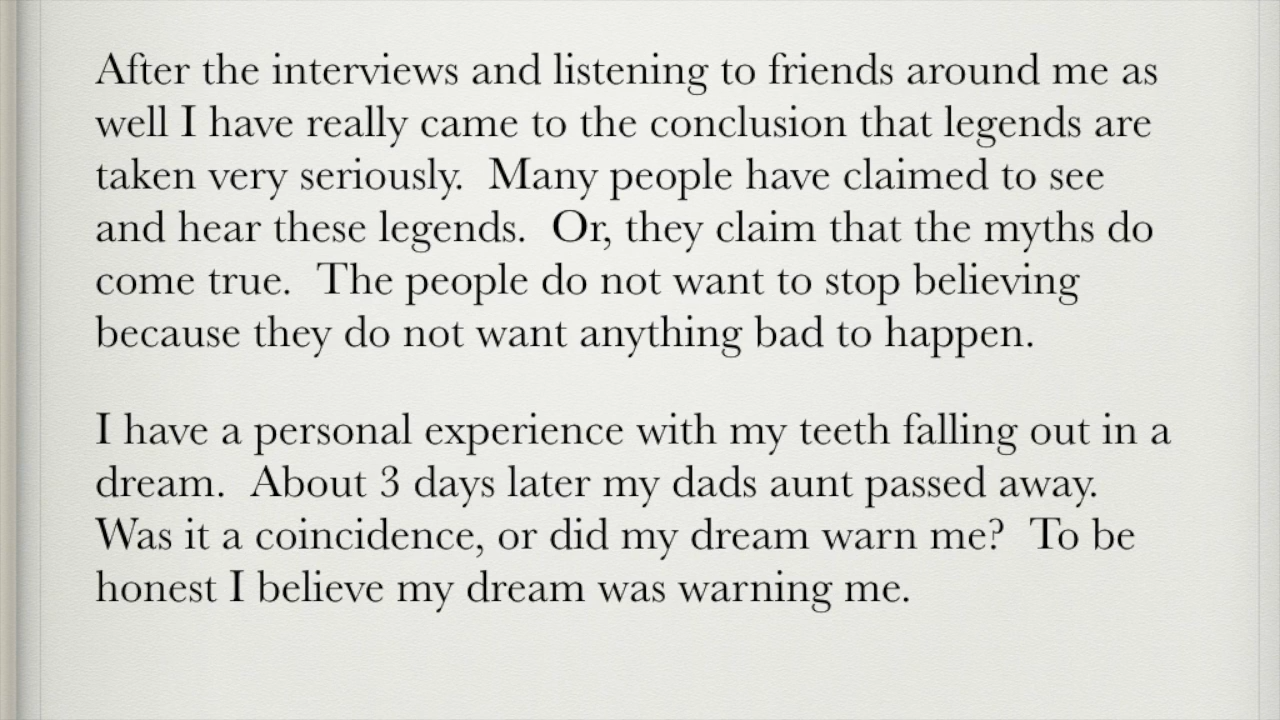 After the interviews and listening to friends around me as
well I have really came to the conclusion that legends are
taken very seriously.  Many people have claimed to see
and hear these legends.  Or, they claim that the myths do
come true.  The people do not want to stop believing
because they do not want anything bad to happen.
I have a personal experience with my teeth falling out in a
dream.  About 3 days later my dads aunt passed away.
Was it a coincidence, or did my dream warn me?  To be
honest I believe my dream was warning me.